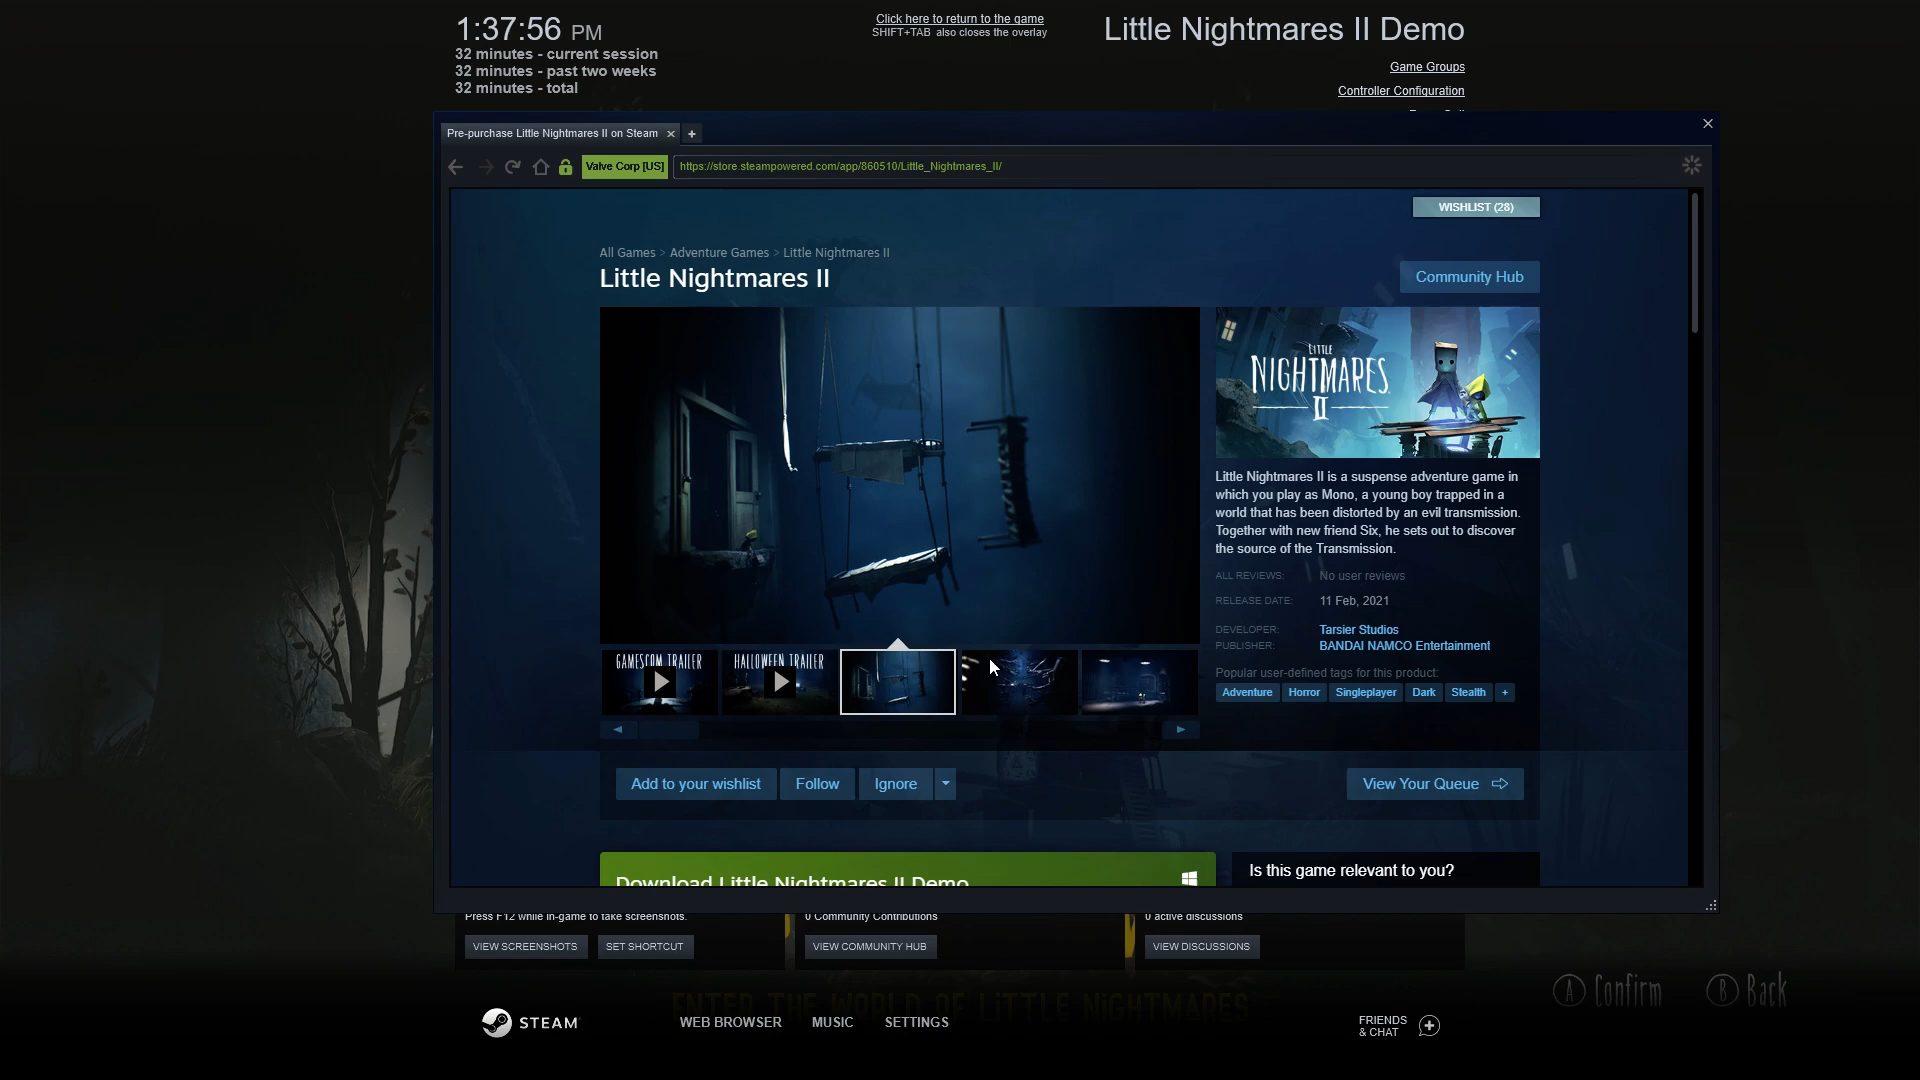 1:37:56 PM
32 minutes - current session
32 minutes - past two weeks
32 minutes - total
Click here to return to the game
SHIFT+TAB also closes the overlay
Little Nightmares II Demo
Game Groups
Controller Configuration
Pre-purchase Little Nightmares II on Steam
Valve Corp [US]
https://store.steampowered.com/app/860510/Little_Nightmares_II/
WISHLIST (28)
All Games > Adventure Games > Little Nightmares II
Little Nightmares II
Community Hub
LITTLE
NIGHTMARES
II
Little Nightmares II is a suspense adventure game in
which you play as Mono, a young boy trapped in a
world that has been distorted by an evil transmission.
Together with new friend Six, he sets out to discover
the source of the Transmission.
ALL REVIEWS: No user reviews
RELEASE DATE: 11 Feb, 2021
DEVELOPER: Tarsier Studios
PUBLISHER: BANDAI NAMCO Entertainment
Popular user-defined tags for this product:
Adventure Horror Singleplayer Dark Stealth +
GAMESCOM TRAILER
HALLOWEEN TRAILER
Add to your wishlist
Follow
Ignore
View Your Queue
Download Little Nightmares II Demo
Is this game relevant to you?
Press F12 while in-game to take screenshots.
0 Community Contributions
0 active discussions
VIEW SCREENSHOTS
SET SHORTCUT
VIEW COMMUNITY HUB
VIEW DISCUSSIONS
ENTER THE WORLD OF LITTLE NIGHTMARES
A Confirm
B Back
STEAM
WEB BROWSER
MUSIC
SETTINGS
FRIENDS
& CHAT